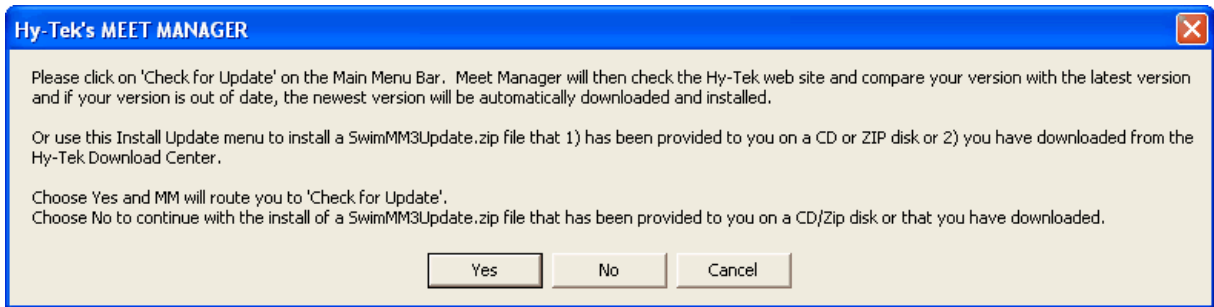 Hy-Tek's MEET MANAGER
Please click on 'Check for Update' on the Main Menu Bar.  Meet Manager will then check the Hy-Tek web site and compare your version with the latest version
and if your version is out of date, the newest version will be automatically downloaded and installed.
Or use this Install Update menu to install a SwimMM3Update.zip file that 1) has been provided to you on a CD or ZIP disk or 2) you have downloaded from the
Hy-Tek Download Center.
Choose Yes and MM will route you to 'Check for Update'.
Choose No to continue with the install of a SwimMM3Update.zip file that has been provided to you on a CD/Zip disk or that you have downloaded.
Yes No Cancel